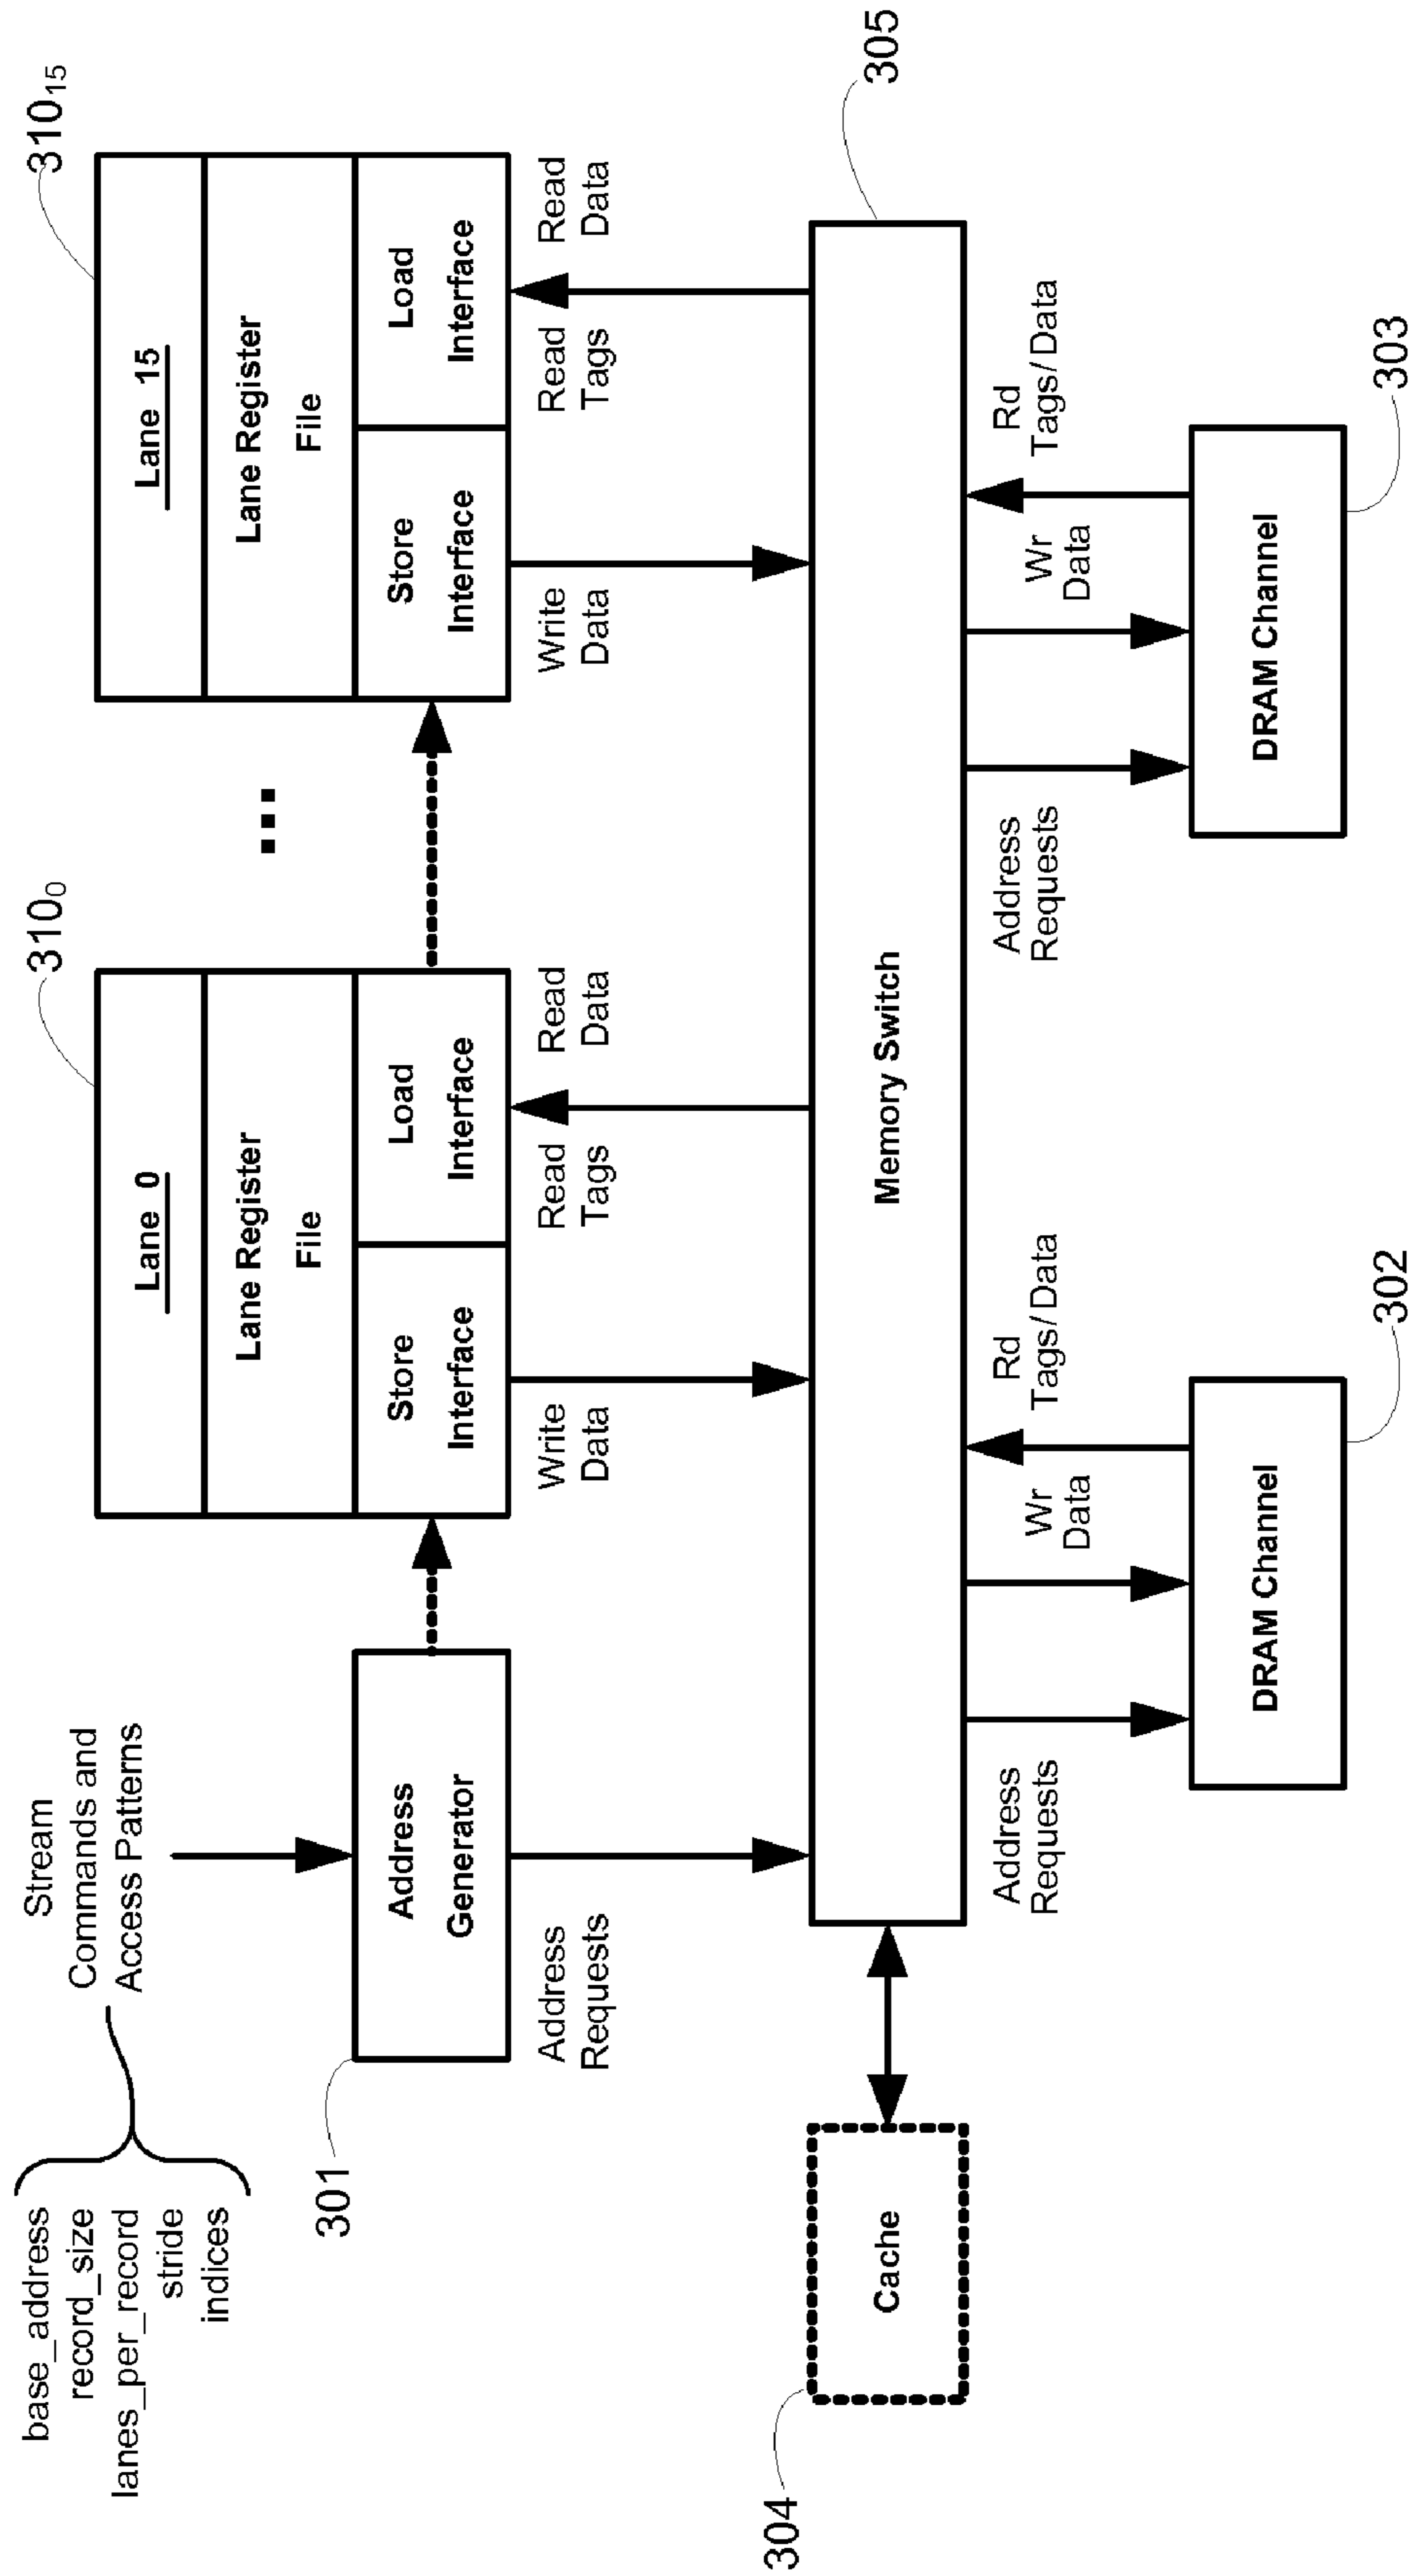 base_address
record_size
lanes_per_record
stride
indices
Stream
Commands and
Access Patterns
301
Address
Generator
Address
Requests
310₀
Lane 0
Lane Register
File
Store
Interface
Load
Interface
Write
Data
Read
Tags
Read
Data
...
310₁₅
Lane 15
Lane Register
File
Store
Interface
Load
Interface
Write
Data
Read
Tags
Read
Data
304
Cache
Memory Switch
305
Address
Requests
Wr
Data
Rd
Tags/Data
DRAM Channel
302
Address
Requests
Wr
Data
Rd
Tags/Data
DRAM Channel
303